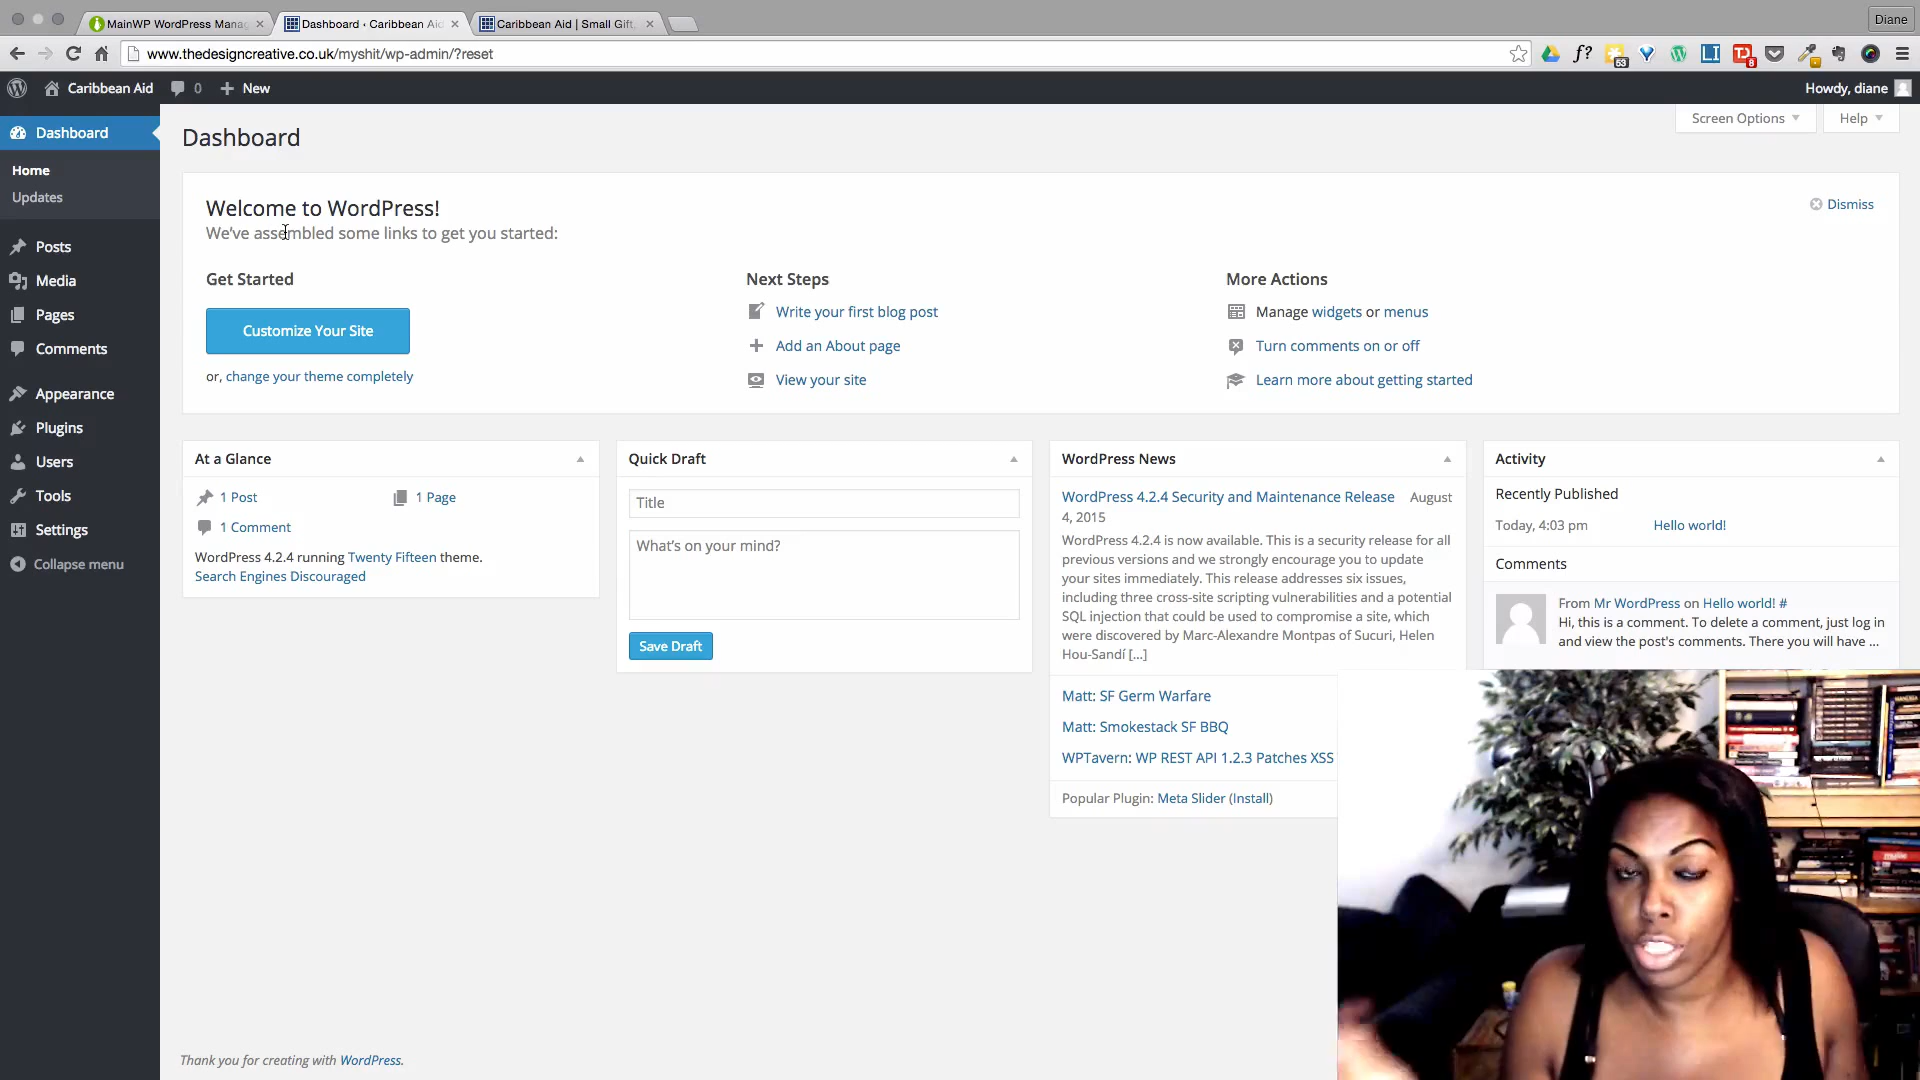 MainWP WordPress Manag
Dashboard ‹ Caribbean Aid
Caribbean Aid | Small Gift.
Diane
www.thedesigncreative.co.uk/myshit/wp-admin/?reset
f?
53
LI
8
Caribbean Aid
0
New
Howdy, diane
Dashboard
Home
Updates
Posts
Media
Pages
Comments
Appearance
Plugins
Users
Tools
Settings
Collapse menu
Dashboard
Screen Options
Help
Welcome to WordPress!
We've assembled some links to get you started:
Dismiss
Get Started
Customize Your Site
or, change your theme completely
Next Steps
Write your first blog post
Add an About page
View your site
More Actions
Manage widgets or menus
Turn comments on or off
Learn more about getting started
At a Glance
1 Post
1 Page
1 Comment
WordPress 4.2.4 running Twenty Fifteen theme.
Search Engines Discouraged
Quick Draft
Title
What's on your mind?
Save Draft
WordPress News
WordPress 4.2.4 Security and Maintenance Release August
4, 2015
WordPress 4.2.4 is now available. This is a security release for all
previous versions and we strongly encourage you to update
your sites immediately. This release addresses six issues,
including three cross-site scripting vulnerabilities and a potential
SQL injection that could be used to compromise a site, which
were discovered by Marc-Alexandre Montpas of Sucuri, Helen
Hou-Sandí [...]
Matt: SF Germ Warfare
Matt: Smokestack SF BBQ
WPTavern: WP REST API 1.2.3 Patches XSS
Popular Plugin: Meta Slider (Install)
Activity
Recently Published
Today, 4:03 pm
Hello world!
Comments
From Mr WordPress on Hello world! #
Hi, this is a comment. To delete a comment, just log in
and view the post's comments. There you will have ...
Thank you for creating with WordPress.